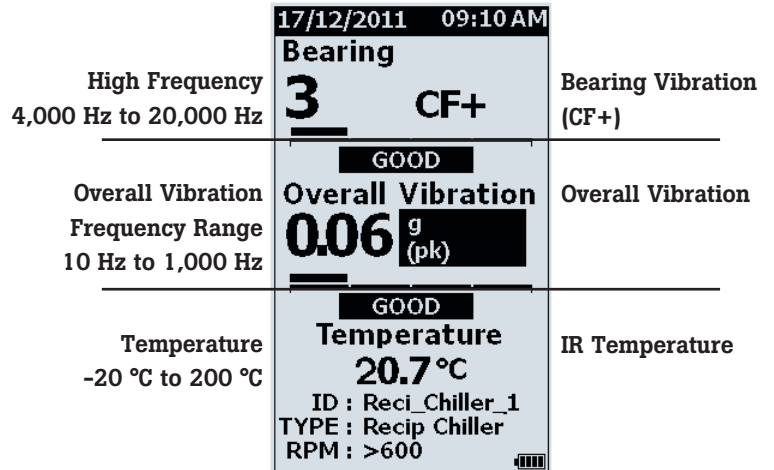 17/12/2011 09:10 AM
Bearing
High Frequency
4,000 Hz to 20,000 Hz
3 CF+
Bearing Vibration
(CF+)
GOOD
Overall Vibration
Frequency Range
10 Hz to 1,000 Hz
Overall Vibration
0.06 g
(pk)
Overall Vibration
GOOD
Temperature
-20 °C to 200 °C
Temperature
20.7 °C
IR Temperature
ID : Reci_Chiller_1
TYPE : Recip Chiller
RPM : >600